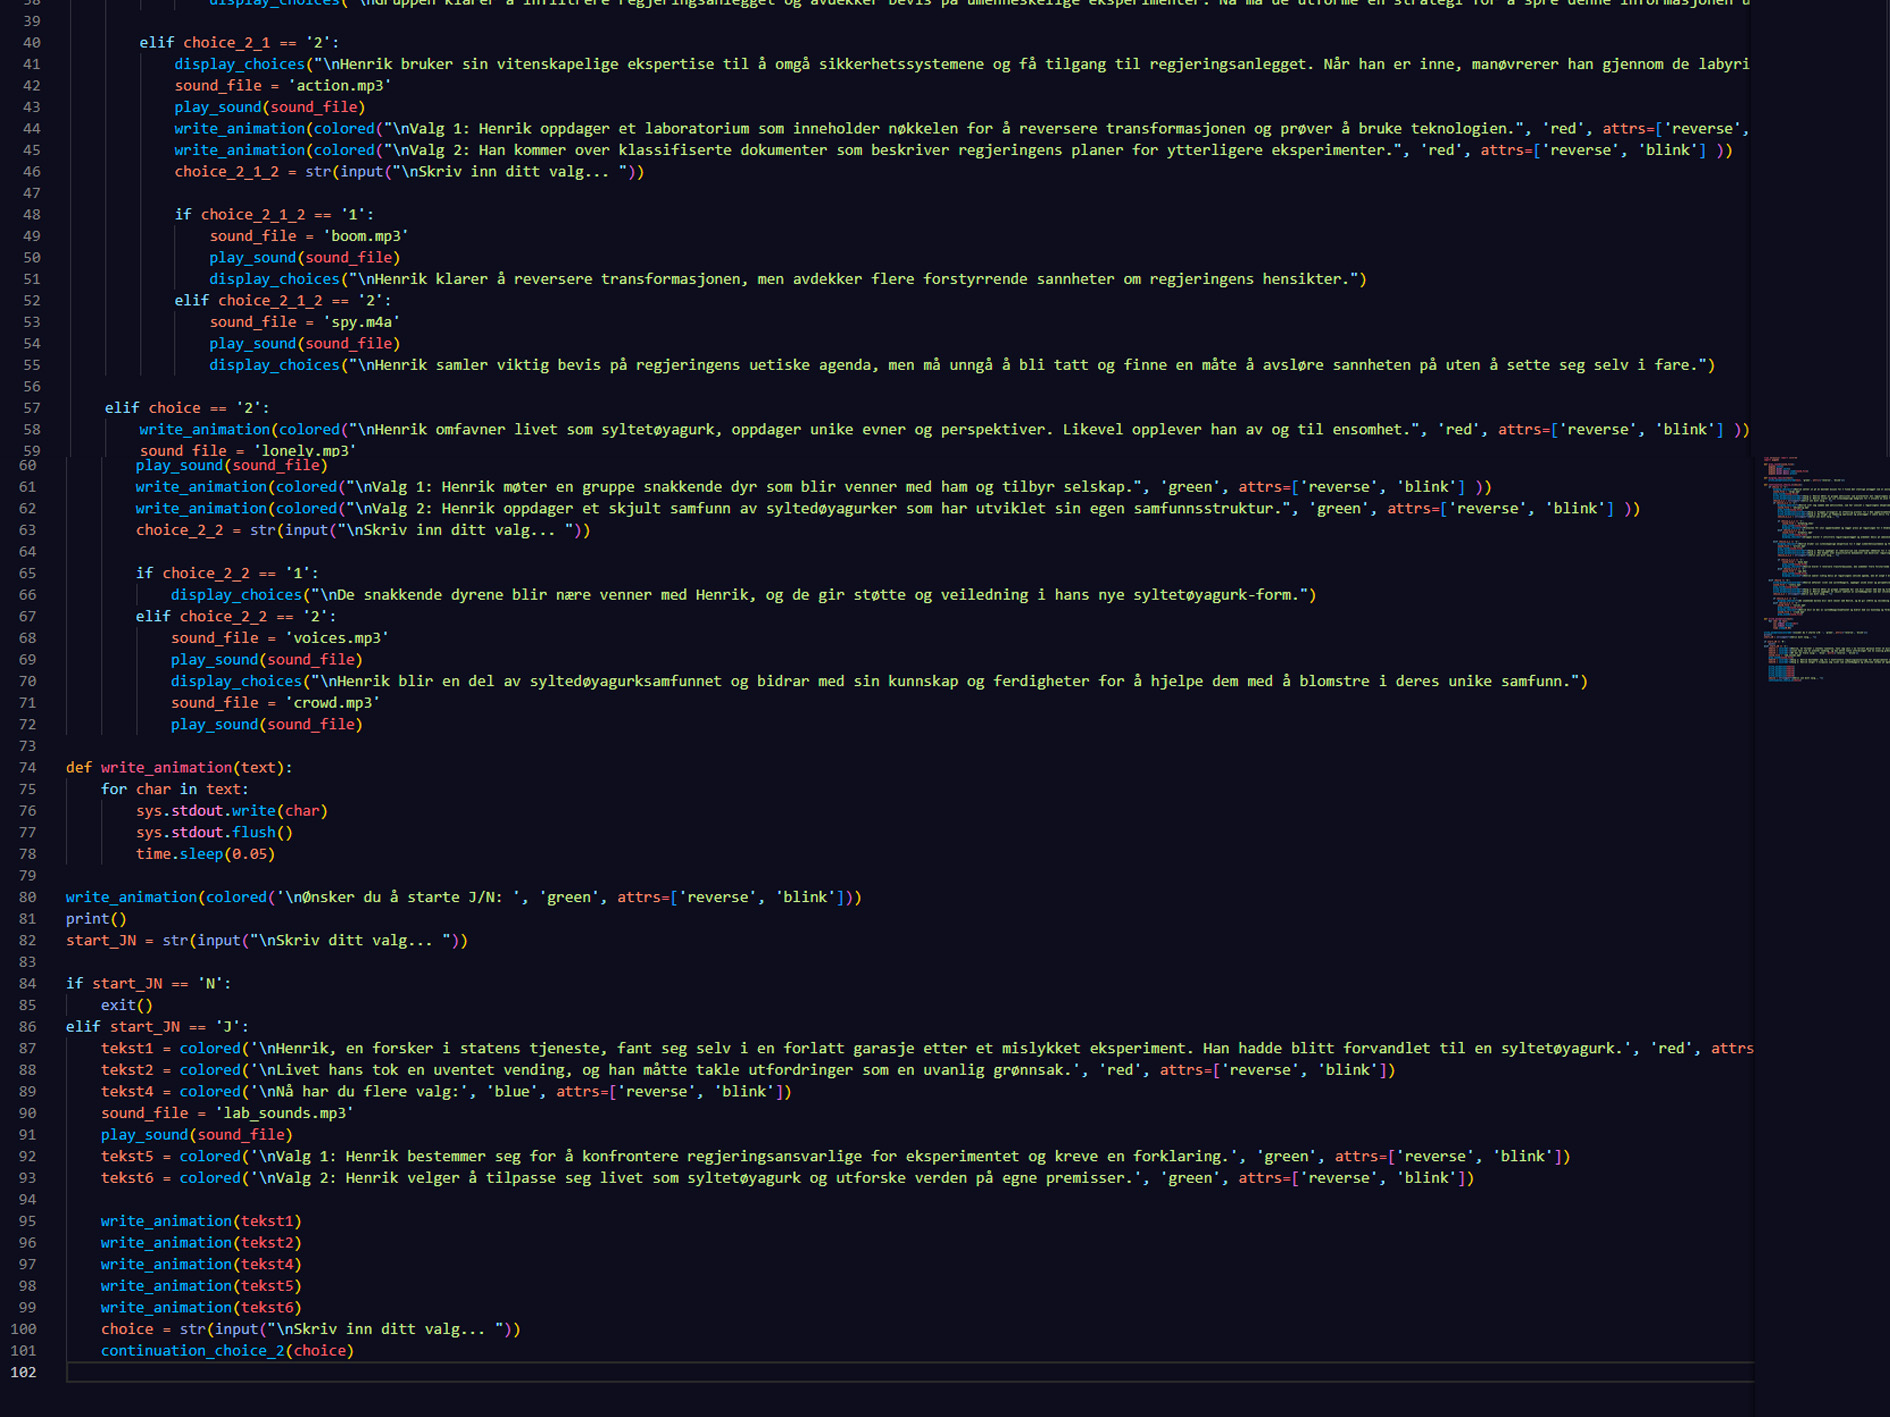 38 display_choices("\nGruppen klarer å infiltrere regjeringsanlegget og avdekker bevis på umenneskelige eksperimenter. Nå må de utforme en strategi for å spre denne informasjonen u
39
40 elif choice_2_1 == '2':
41 display_choices("\nHenrik bruker sin vitenskapelige ekspertise til å omgå sikkerhetssystemene og få tilgang til regjeringsanlegget. Når han er inne, manøvrerer han gjennom de labyri
42 sound_file = 'action.mp3'
43 play_sound(sound_file)
44 write_animation(colored("\nValg 1: Henrik oppdager et laboratorium som inneholder nøkkelen for å reversere transformasjonen og prøver å bruke teknologien.", 'red', attrs=['reverse',
45 write_animation(colored("\nValg 2: Han kommer over klassifiserte dokumenter som beskriver regjeringens planer for ytterligere eksperimenter.", 'red', attrs=['reverse', 'blink'] ))
46 choice_2_1_2 = str(input("\nSkriv inn ditt valg... "))
47
48 if choice_2_1_2 == '1':
49 sound_file = 'boom.mp3'
50 play_sound(sound_file)
51 display_choices("\nHenrik klarer å reversere transformasjonen, men avdekker flere forstyrrende sannheter om regjeringens hensikter.")
52 elif choice_2_1_2 == '2':
53 sound_file = 'spy.m4a'
54 play_sound(sound_file)
55 display_choices("\nHenrik samler viktig bevis på regjeringens uetiske agenda, men må unngå å bli tatt og finne en måte å avsløre sannheten på uten å sette seg selv i fare.")
56
57 elif choice == '2':
58 write_animation(colored("\nHenrik omfavner livet som syltetøyagurk, oppdager unike evner og perspektiver. Likevel opplever han av og til ensomhet.", 'red', attrs=['reverse', 'blink'] ))
59 sound_file = 'lonely.mp3'
60 play_sound(sound_file)
61 write_animation(colored("\nValg 1: Henrik møter en gruppe snakkende dyr som blir venner med ham og tilbyr selskap.", 'green', attrs=['reverse', 'blink'] ))
62 write_animation(colored("\nValg 2: Henrik oppdager et skjult samfunn av syltedøyagurker som har utviklet sin egen samfunnsstruktur.", 'green', attrs=['reverse', 'blink'] ))
63 choice_2_2 = str(input("\nSkriv inn ditt valg... "))
64
65 if choice_2_2 == '1':
66 display_choices("\nDe snakkende dyrene blir nære venner med Henrik, og de gir støtte og veiledning i hans nye syltetøyagurk-form.")
67 elif choice_2_2 == '2':
68 sound_file = 'voices.mp3'
69 play_sound(sound_file)
70 display_choices("\nHenrik blir en del av syltedøyagurksamfunnet og bidrar med sin kunnskap og ferdigheter for å hjelpe dem med å blomstre i deres unike samfunn.")
71 sound_file = 'crowd.mp3'
72 play_sound(sound_file)
73
74 def write_animation(text):
75 for char in text:
76 sys.stdout.write(char)
77 sys.stdout.flush()
78 time.sleep(0.05)
79
80 write_animation(colored('\nØnsker du å starte J/N: ', 'green', attrs=['reverse', 'blink']))
81 print()
82 start_JN = str(input("\nSkriv ditt valg... "))
83
84 if start_JN == 'N':
85 exit()
86 elif start_JN == 'J':
87 tekst1 = colored('\nHenrik, en forsker i statens tjeneste, fant seg selv i en forlatt garasje etter et mislykket eksperiment. Han hadde blitt forvandlet til en syltetøyagurk.', 'red', attrs
88 tekst2 = colored('\nLivet hans tok en uventet vending, og han måtte takle utfordringer som en uvanlig grønnsak.', 'red', attrs=['reverse', 'blink'])
89 tekst4 = colored('\nNå har du flere valg:', 'blue', attrs=['reverse', 'blink'])
90 sound_file = 'lab_sounds.mp3'
91 play_sound(sound_file)
92 tekst5 = colored('\nValg 1: Henrik bestemmer seg for å konfrontere regjeringsansvarlige for eksperimentet og kreve en forklaring.', 'green', attrs=['reverse', 'blink'])
93 tekst6 = colored('\nValg 2: Henrik velger å tilpasse seg livet som syltetøyagurk og utforske verden på egne premisser.', 'green', attrs=['reverse', 'blink'])
94
95 write_animation(tekst1)
96 write_animation(tekst2)
97 write_animation(tekst4)
98 write_animation(tekst5)
99 write_animation(tekst6)
100 choice = str(input("\nSkriv inn ditt valg... "))
101 continuation_choice_2(choice)
102